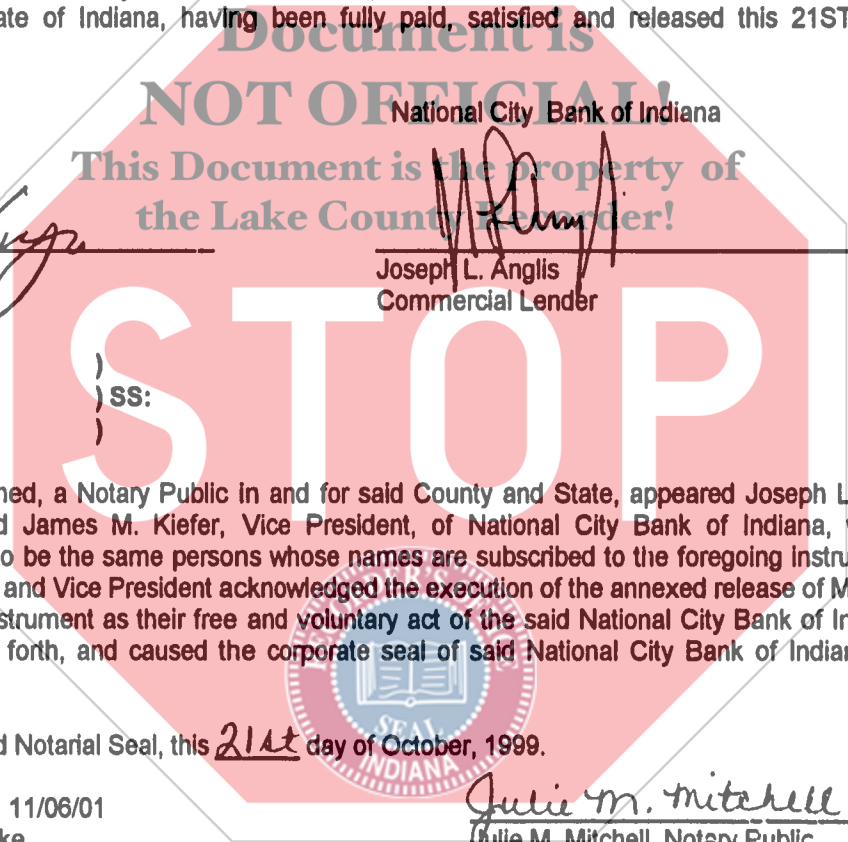 ate of Indiana, having been fully paid, satisfied and released this 21ST
Document is
NOT OFFICIAL!
National City Bank of Indiana
This Document is the property of
the Lake County Recorder!
Joseph L. Anglis
Commercial Lender
STOP
)
) SS:
)
ned, a Notary Public in and for said County and State, appeared Joseph L
d James M. Kiefer, Vice President, of National City Bank of Indiana,
o be the same persons whose names are subscribed to the foregoing instru
and Vice President acknowledged the execution of the annexed release of M
strument as their free and voluntary act of the said National City Bank of In
forth, and caused the corporate seal of said National City Bank of Indian
SEAL
INDIANA
d Notarial Seal, this 21st day of October, 1999.
Julie M. Mitchell
11/06/01
ke
Julie M. Mitchell, Notary Public